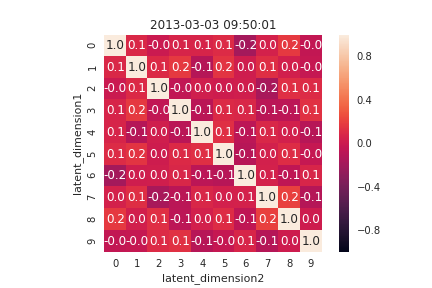 2013-03-03 09:50:01
0 1.0 0.1 -0.0 0.1 0.1 0.1 -0.2 0.0 0.2 -0.0
1 0.1 1.0 0.1 0.2 -0.1 0.2 0.0 0.1 0.0 -0.0
2 -0.0 0.1 1.0 -0.0 0.0 0.0 0.0 -0.2 0.1 0.1
3 0.1 0.2 -0.0 1.0 -0.1 0.1 0.1 -0.1 -0.1 0.1
4 0.1 -0.1 0.0 -0.1 1.0 0.1 -0.1 0.1 0.0 -0.1
5 0.1 0.2 0.0 0.1 0.1 1.0 -0.1 0.0 0.1 -0.0
6 -0.2 0.0 0.0 0.1 -0.1 -0.1 1.0 0.1 -0.1 0.1
7 0.0 0.1 -0.2 -0.1 0.1 0.0 0.1 1.0 0.2 -0.1
8 0.2 0.0 0.1 -0.1 0.0 0.1 -0.1 0.2 1.0 0.0
9 -0.0 -0.0 0.1 0.1 -0.1 -0.0 0.1 -0.1 0.0 1.0
0 1 2 3 4 5 6 7 8 9
latent_dimension2
latent_dimension1
0.8
0.4
0.0
-0.4
-0.8